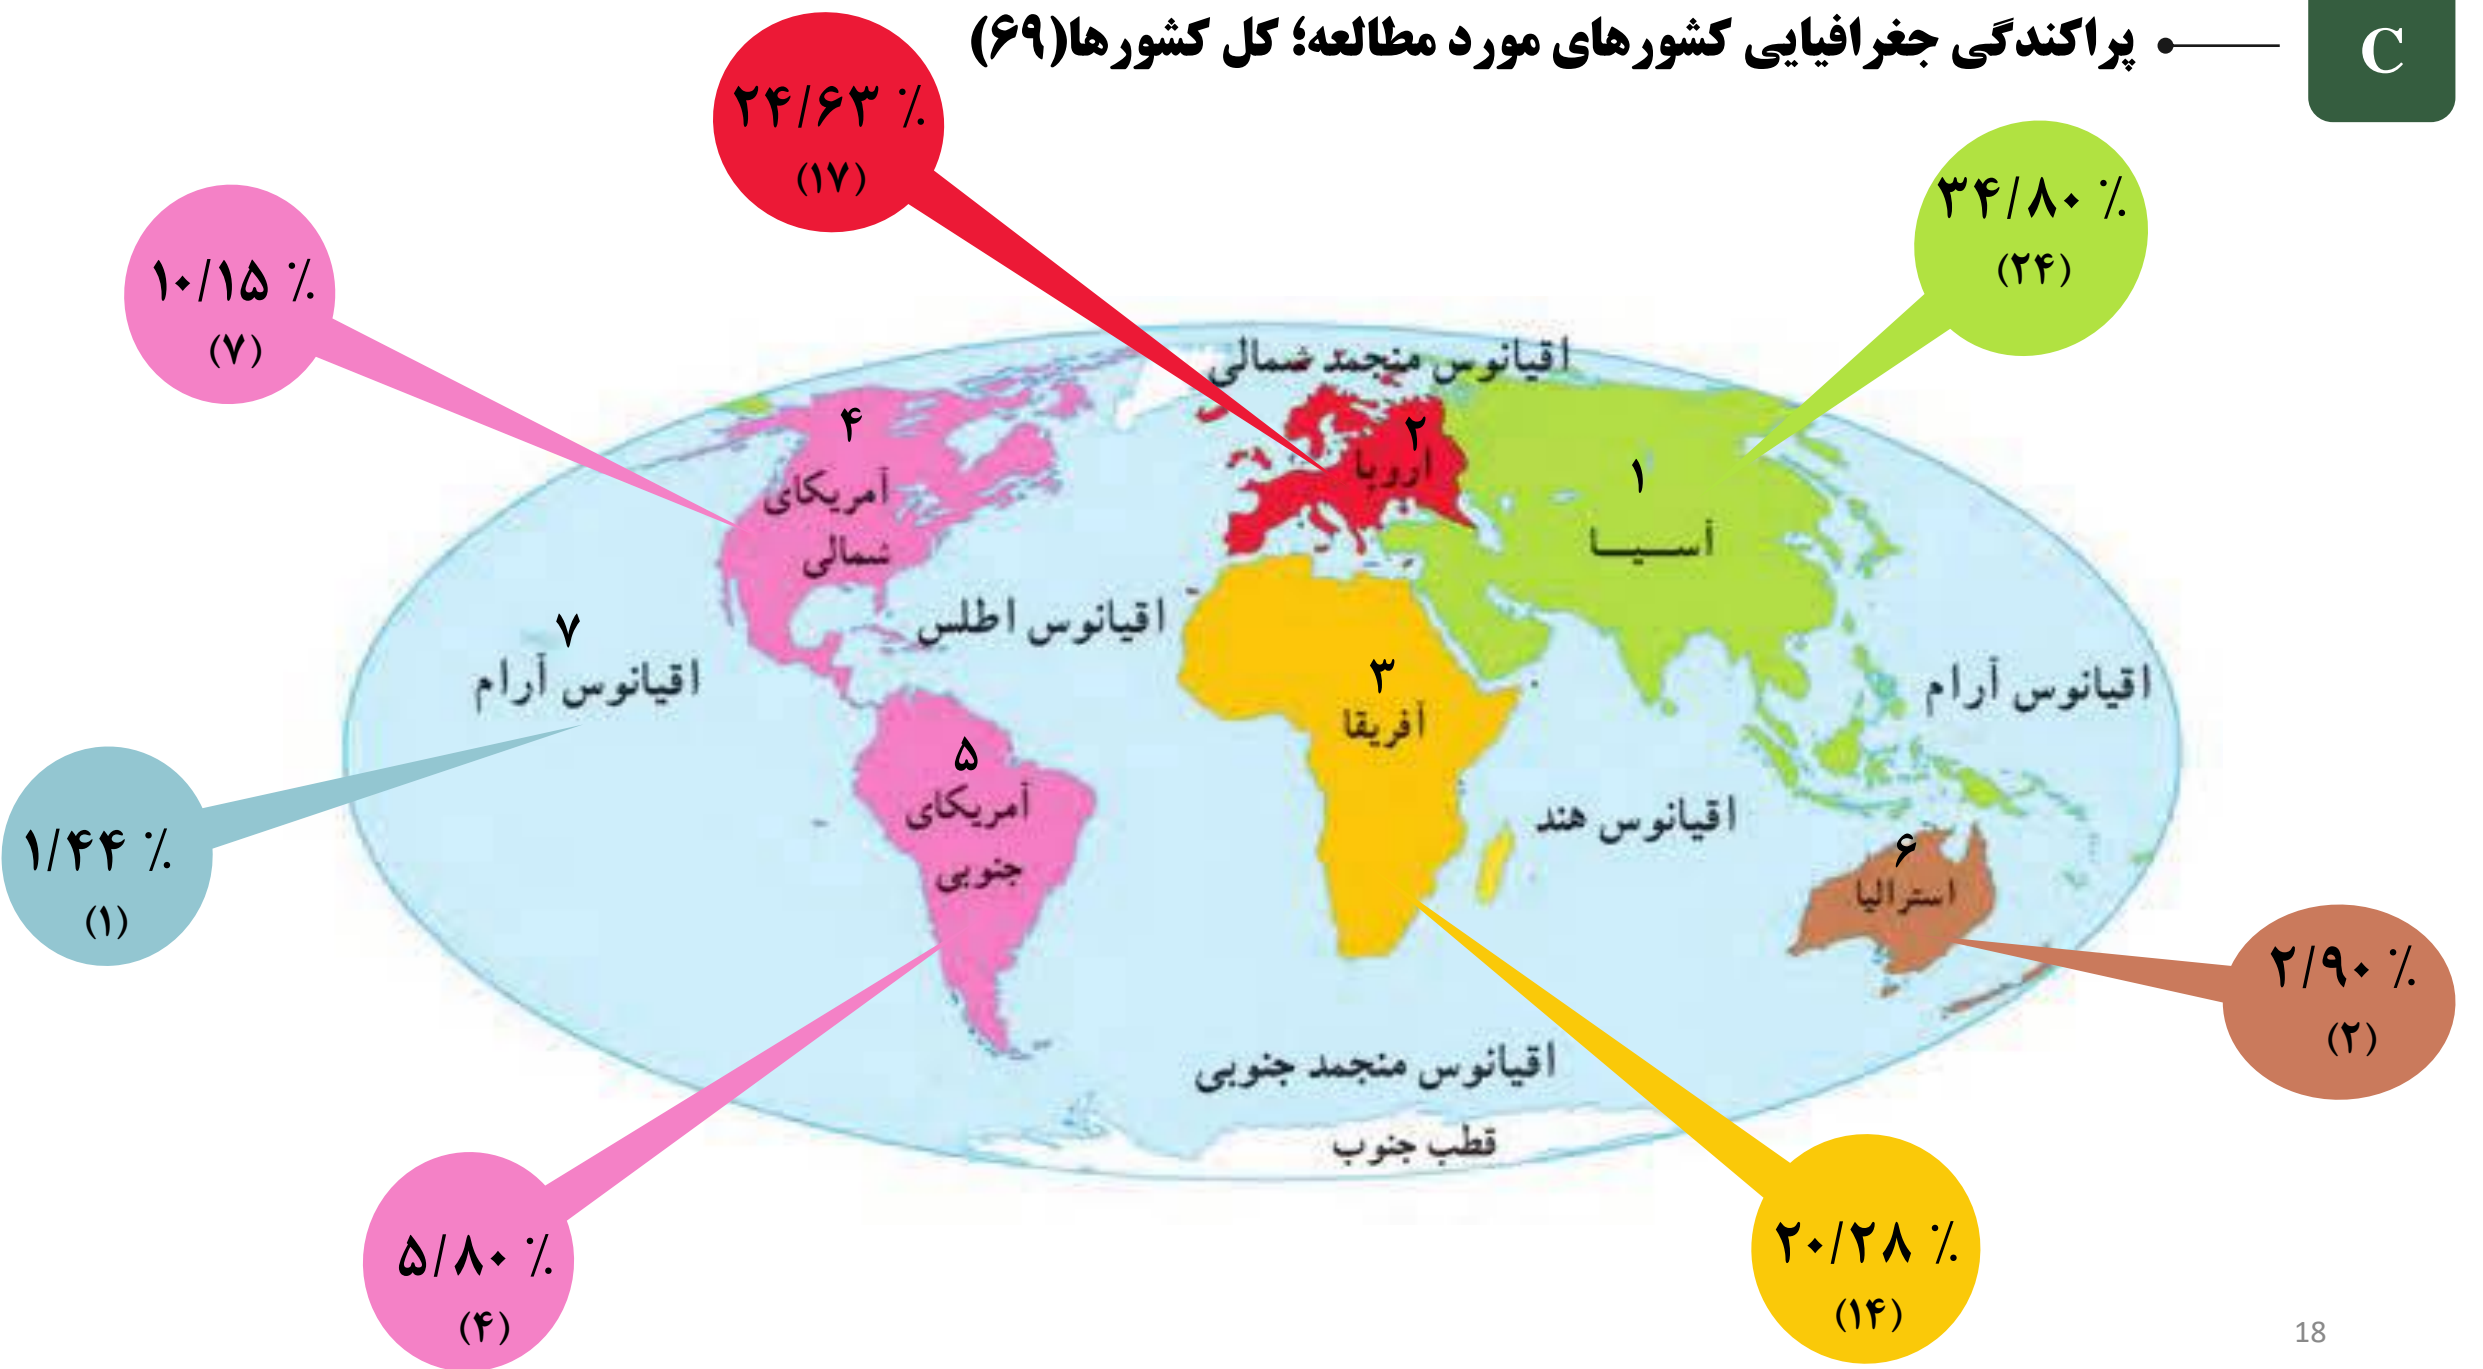 C
پراکندگی جغرافیایی کشورهای مورد مطالعه؛ کل کشورها(۶۹)
۲۴/۶۳ ٪
(۱۷)
۳۴/۸۰ ٪
(۲۴)
۱۰/۱۵ ٪
(۷)
اقیانوس منجمد شمالی
۴
آمریکای
شمالی
۲
اروپا
۱
آسیا
۷
اقیانوس آرام
اقیانوس اطلس
۳
آفریقا
اقیانوس آرام
۵
آمریکای
جنوبی
اقیانوس هند
۶
استرالیا
۱/۴۴ ٪
(۱)
۲/۹۰ ٪
(۲)
اقیانوس منجمد جنوبی
قطب جنوب
۵/۸۰ ٪
(۴)
۲۰/۲۸ ٪
(۱۴)
18